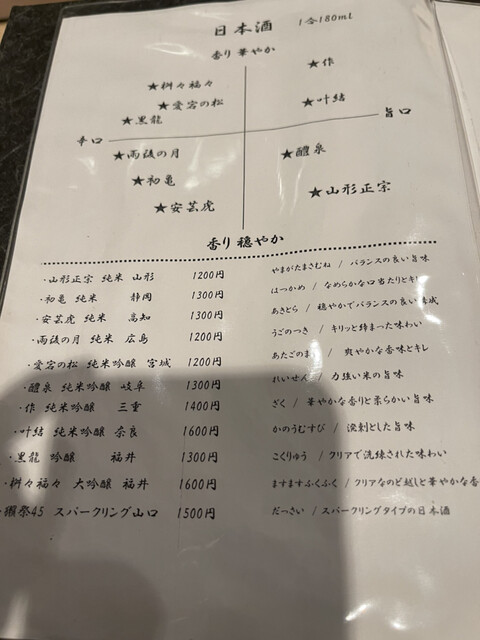 日本酒 1合180ml
香り 華やか
★作
★桝々福々
★愛宕の松
★叶結
★黒龍
辛口
旨口
★雨後の月
★醴泉
★初亀
★山形正宗
★安芸虎
香り 穏やか
・山形正宗 純米 山形 1200円 やまがたまさむね / バランスの良い旨味
・初亀 純米 静岡 1300円 はつかめ / なめらかな口当たりとキレ
・安芸虎 純米 高知 1300円 あきとら / 穏やかでバランスの良い
・雨後の月 純米 広島 1200円 うごのつき / キリッと締まった味わい
・愛宕の松 純米吟醸 宮城 1200円 あたごのま / 爽やかな香味とキレ
・醴泉 純米吟醸 岐阜 1300円 れいせん / 力強い米の旨味
・作 純米吟醸 三重 1400円 ざく / 華やかな香りと柔らかい旨味
・叶結 純米吟醸 奈良 1600円 かのうむすび / 溌剌とした旨味
・黒龍 吟醸 福井 1300円 こくりゅう / クリアで洗練された味わい
・桝々福々 大吟醸 福井 1600円 ますますふくふく / クリアなのど越しと華やかな香
・獺祭45 スパークリング山口 1500円 だっさい / スパークリングタイプの日本酒